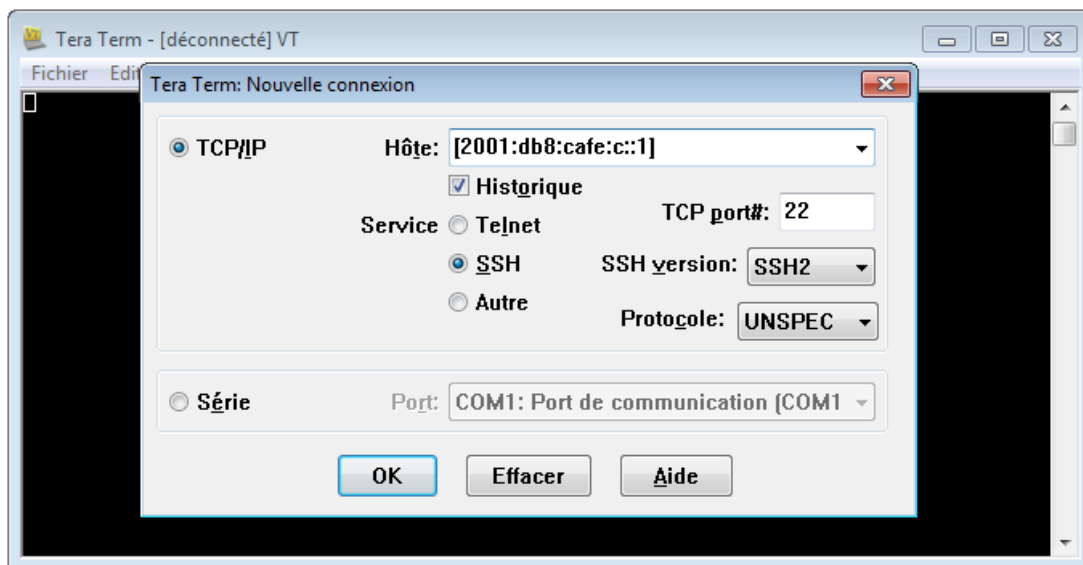 Tera Term - [déconnecté] VT
Fichier Edit
Tera Term: Nouvelle connexion
TCP/IP Hôte: [2001:db8:cafe:c::1]
Historique
Service Telnet TCP port#: 22
SSH SSH version: SSH2
Autre Protocole: UNSPEC
Série Port: COM1: Port de communication (COM1
OK Effacer Aide